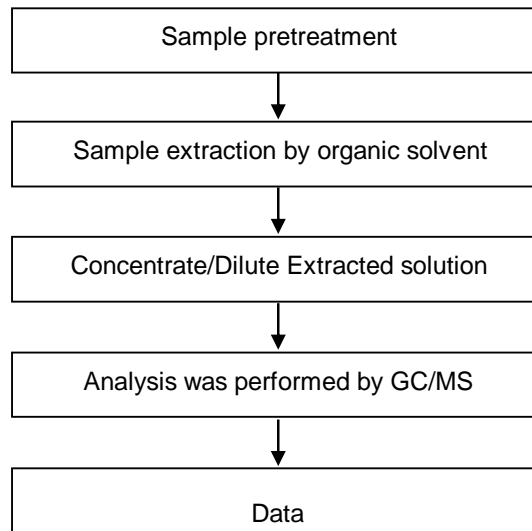 Sample pretreatment
Sample extraction by organic solvent
Concentrate/Dilute Extracted solution
Analysis was performed by GC/MS
Data